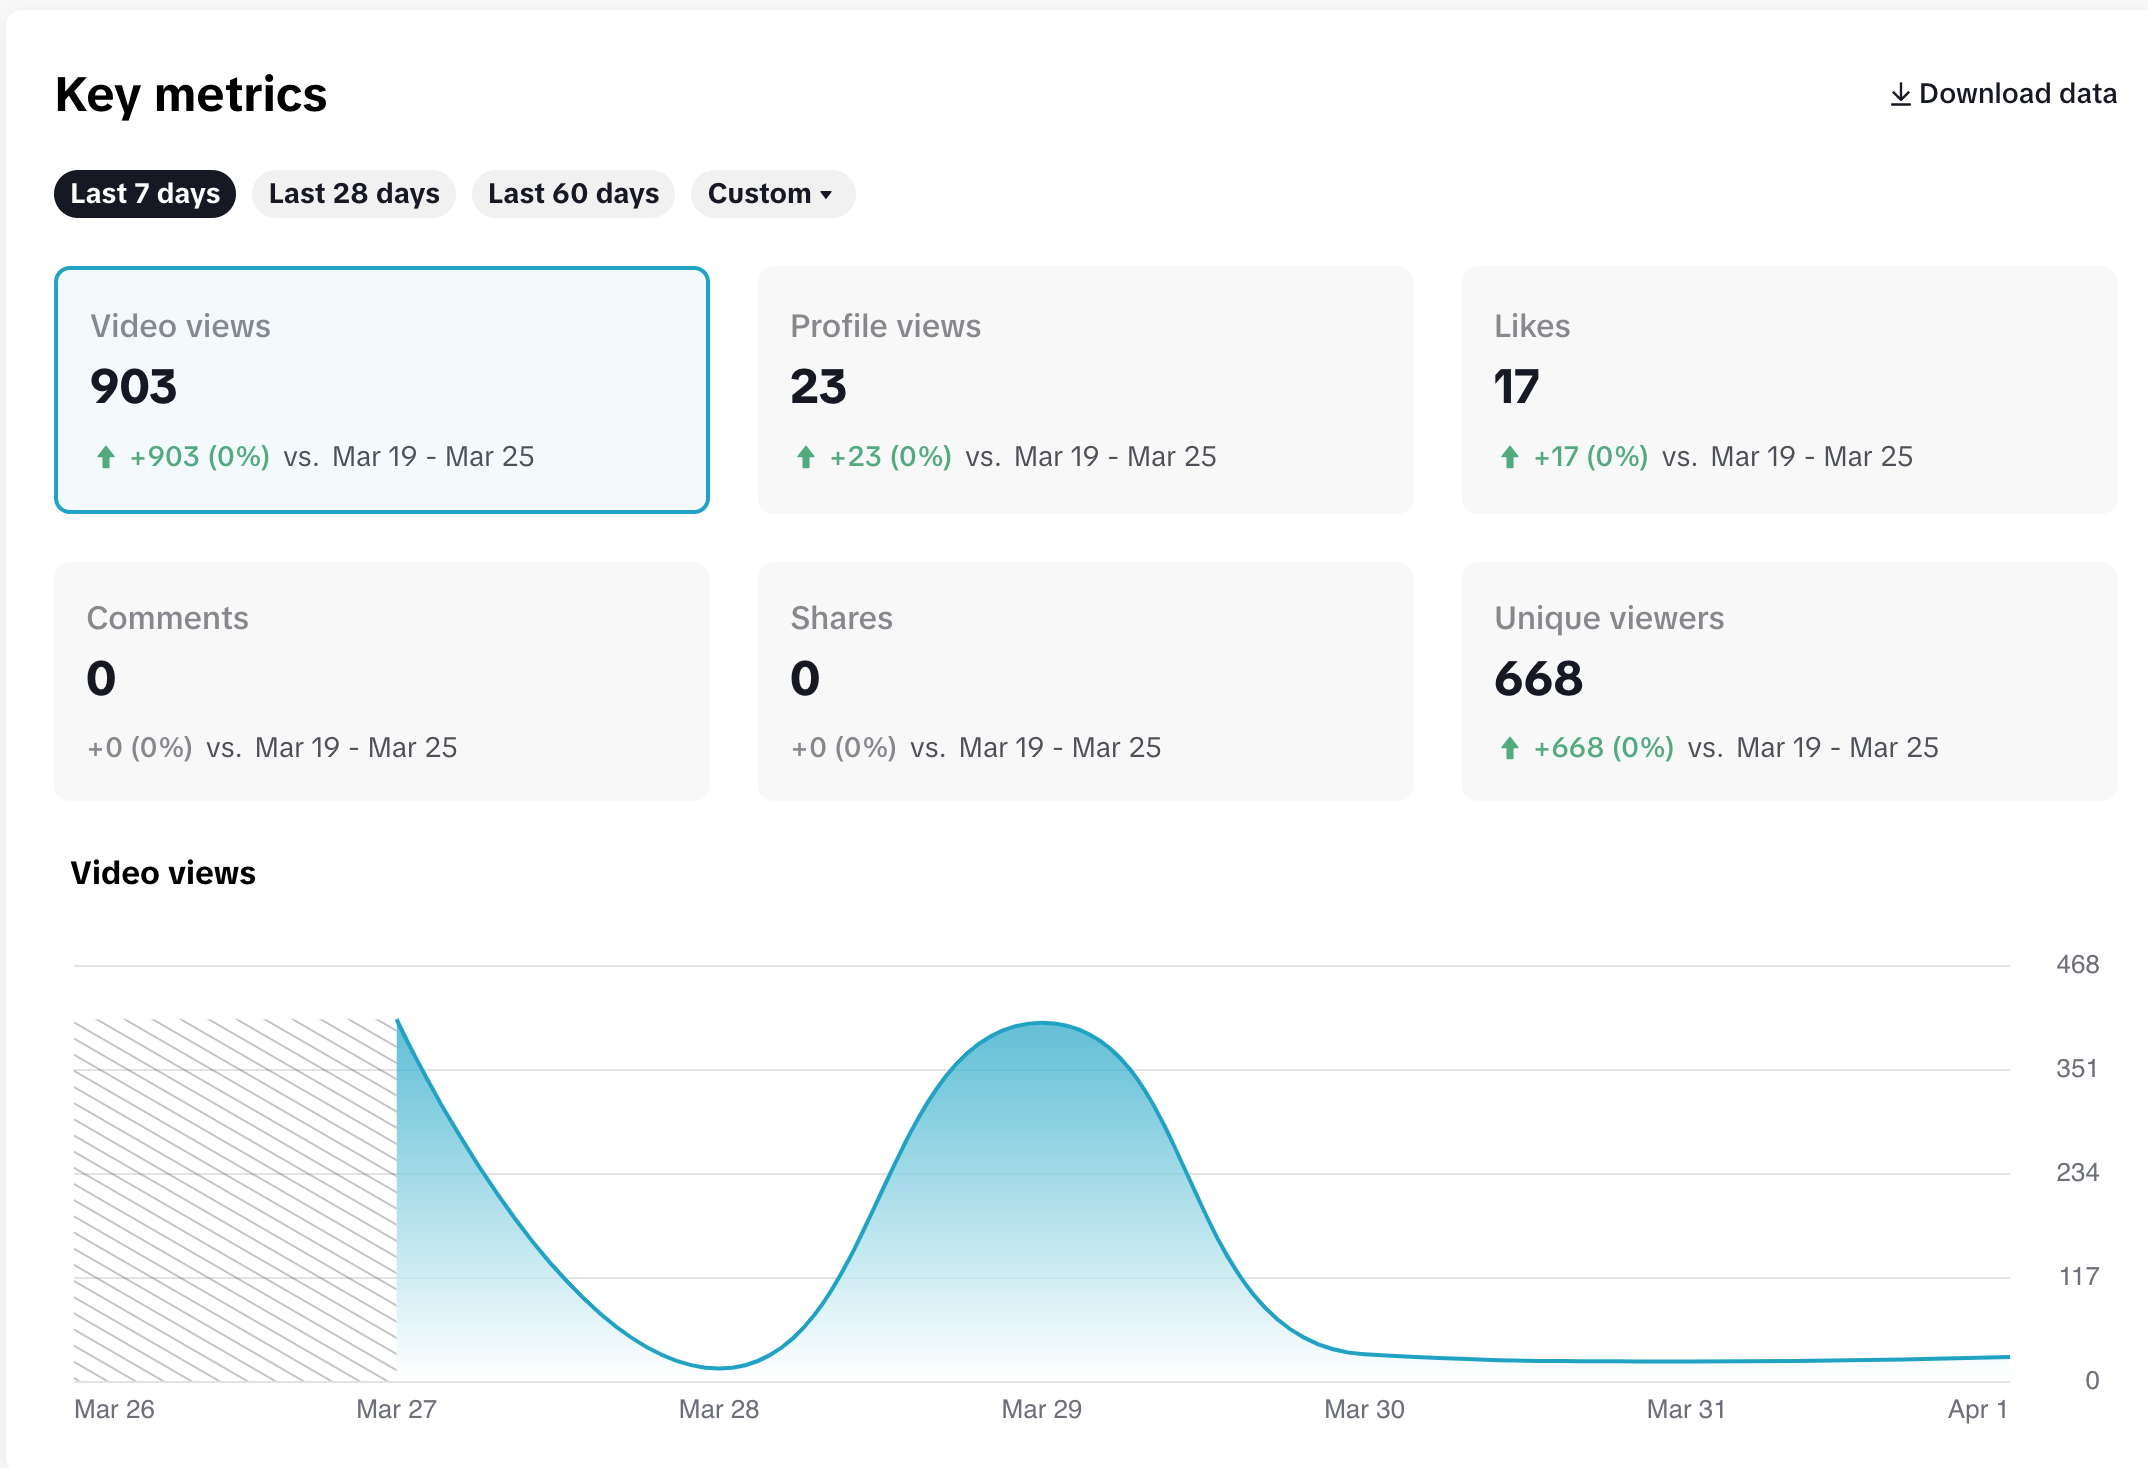 Key metrics
Download data
Last 7 days
Last 28 days
Last 60 days
Custom
Video views
903
+903 (0%) vs. Mar 19 - Mar 25
Profile views
23
+23 (0%) vs. Mar 19 - Mar 25
Likes
17
+17 (0%) vs. Mar 19 - Mar 25
Comments
0
+0 (0%) vs. Mar 19 - Mar 25
Shares
0
+0 (0%) vs. Mar 19 - Mar 25
Unique viewers
668
+668 (0%) vs. Mar 19 - Mar 25
Video views
468
351
234
117
0
Mar 26
Mar 27
Mar 28
Mar 29
Mar 30
Mar 31
Apr 1